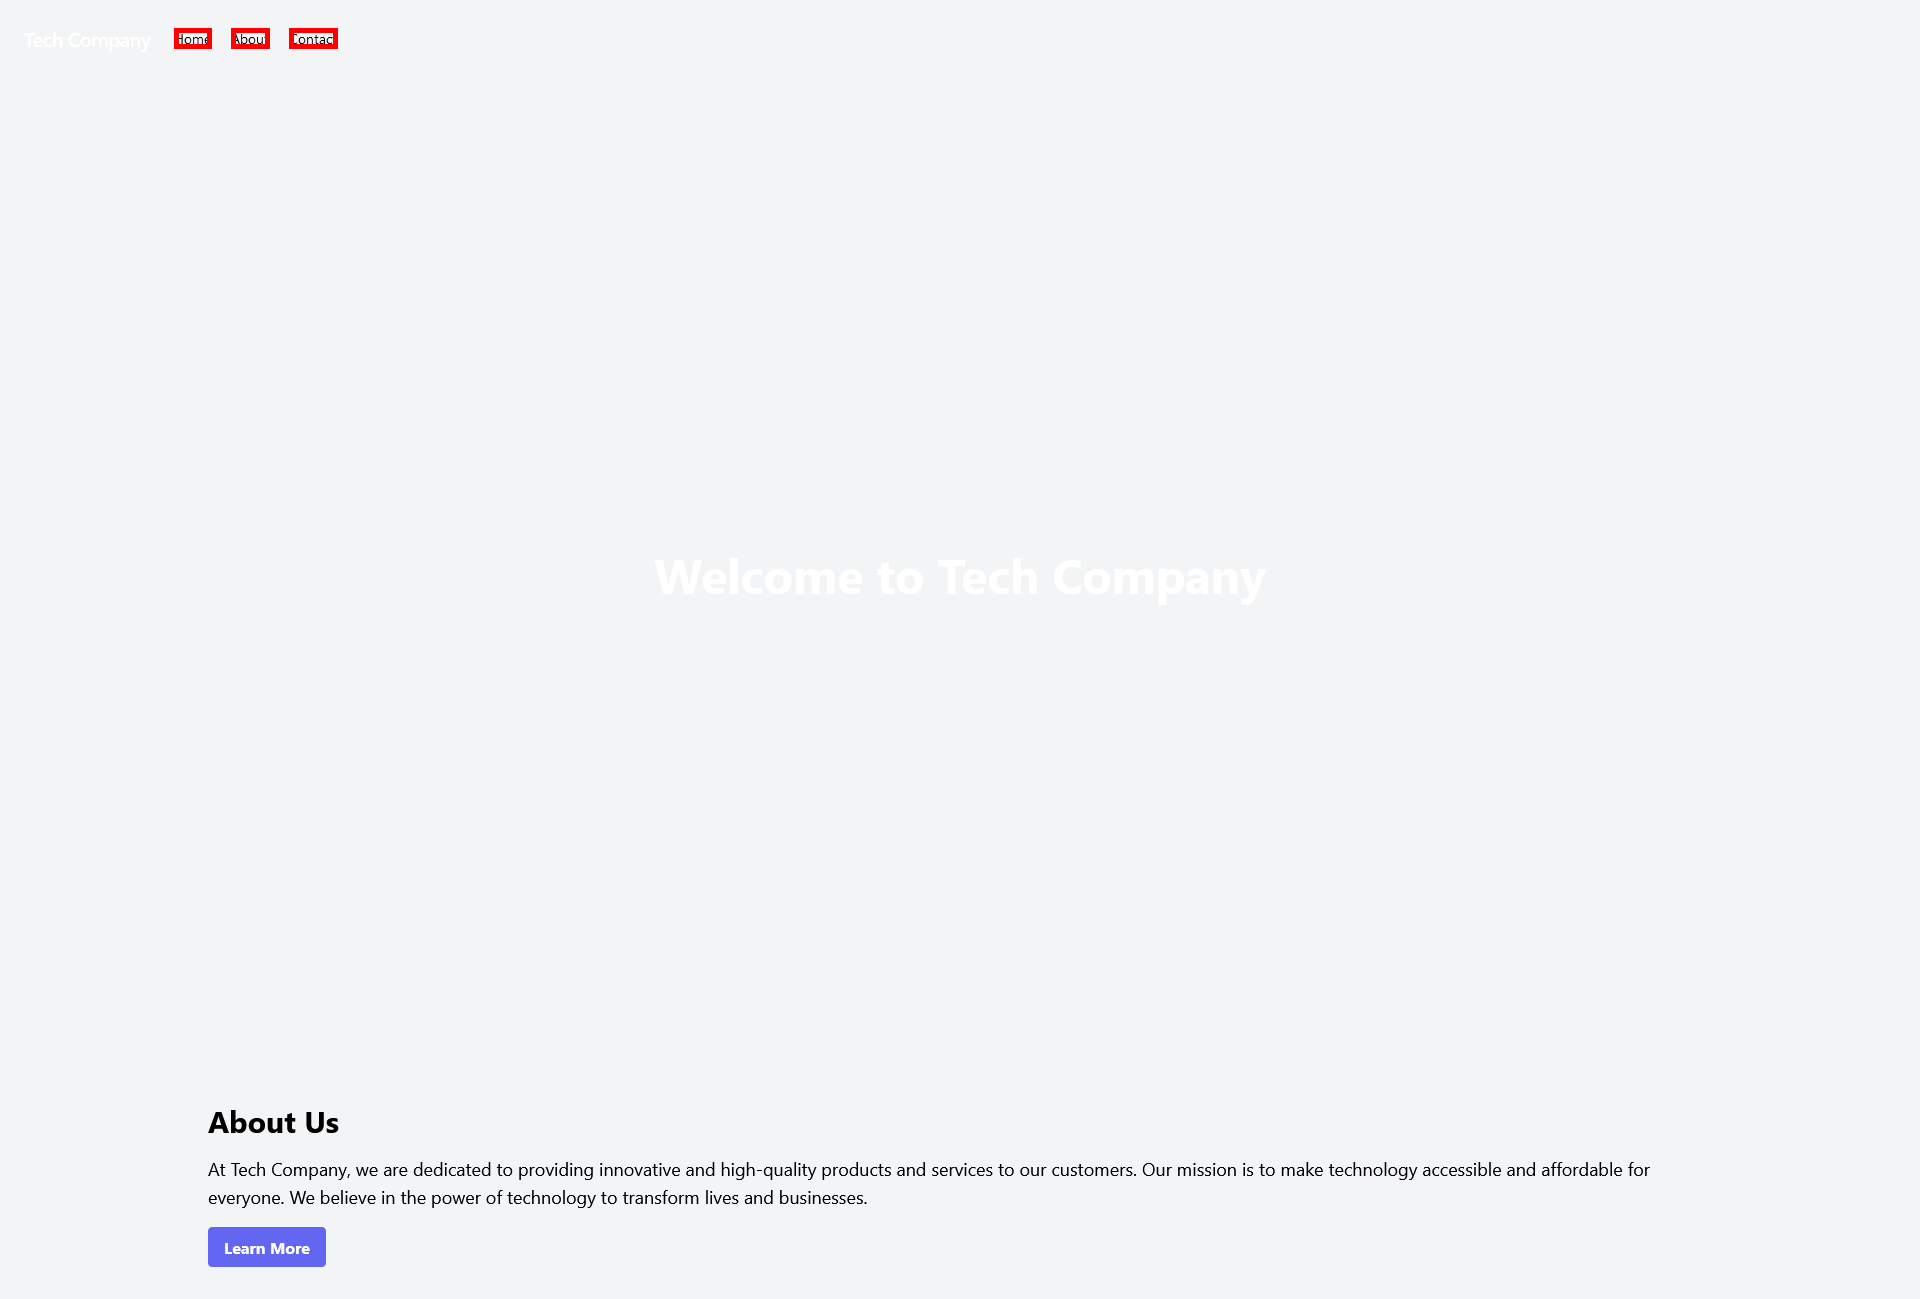 Tech Company Home About Contact
Welcome to Tech Company
About Us
At Tech Company, we are dedicated to providing innovative and high-quality products and services to our customers. Our mission is to make technology accessible and affordable for
everyone. We believe in the power of technology to transform lives and businesses.
Learn More